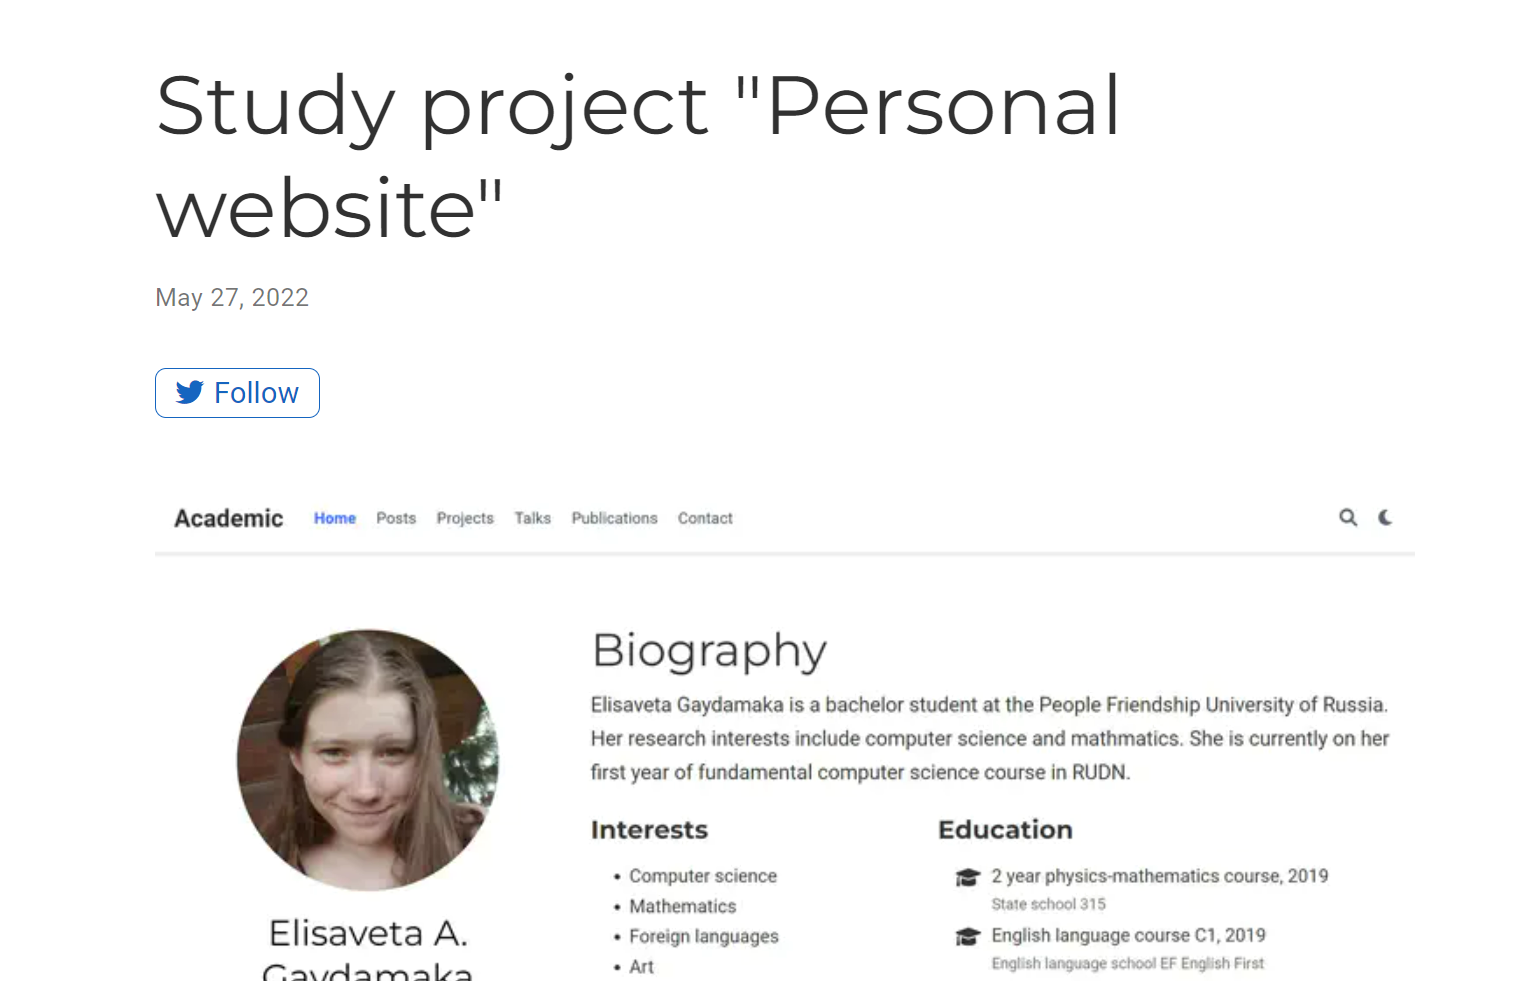 Study project "Personal
website"
May 27, 2022
Follow
Academic Home Posts Projects Talks Publications Contact
Biography
Elisaveta Gaydamaka is a bachelor student at the People Friendship University of Russia.
Her research interests include computer science and mathmatics. She is currently on her
first year of fundamental computer science course in RUDN.
Interests
Computer science
Mathematics
Foreign languages
Art
Education
2 year physics-mathematics course, 2019
State school 315
English language course C1, 2019
English language school EF English First
Elisaveta A.
Gaydamaka